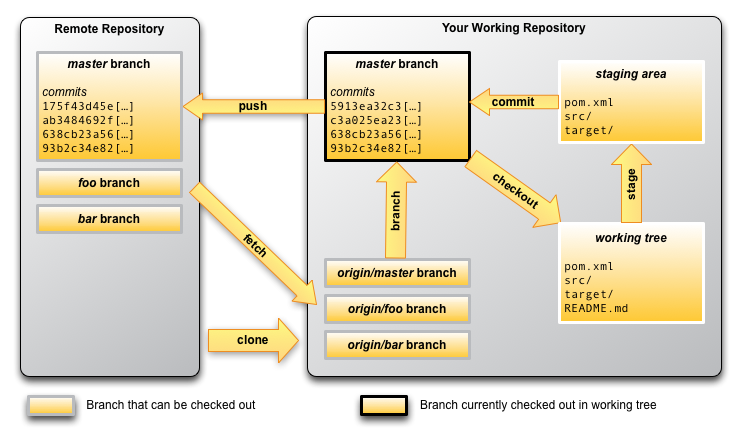 Remote Repository
master branch
commits
175f43d45e[…]
ab3484692f[…]
638cb23a56[…]
93b2c34e82[…]
foo branch
bar branch
push
fetch
clone
Your Working Repository
master branch
commits
5913ea32c3[…]
c3a025ea23[…]
638cb23a56[…]
93b2c34e82[…]
commit
staging area
pom.xml
src/
target/
checkout
stage
branch
working tree
pom.xml
src/
target/
README.md
origin/master branch
origin/foo branch
origin/bar branch
Branch that can be checked out
Branch currently checked out in working tree